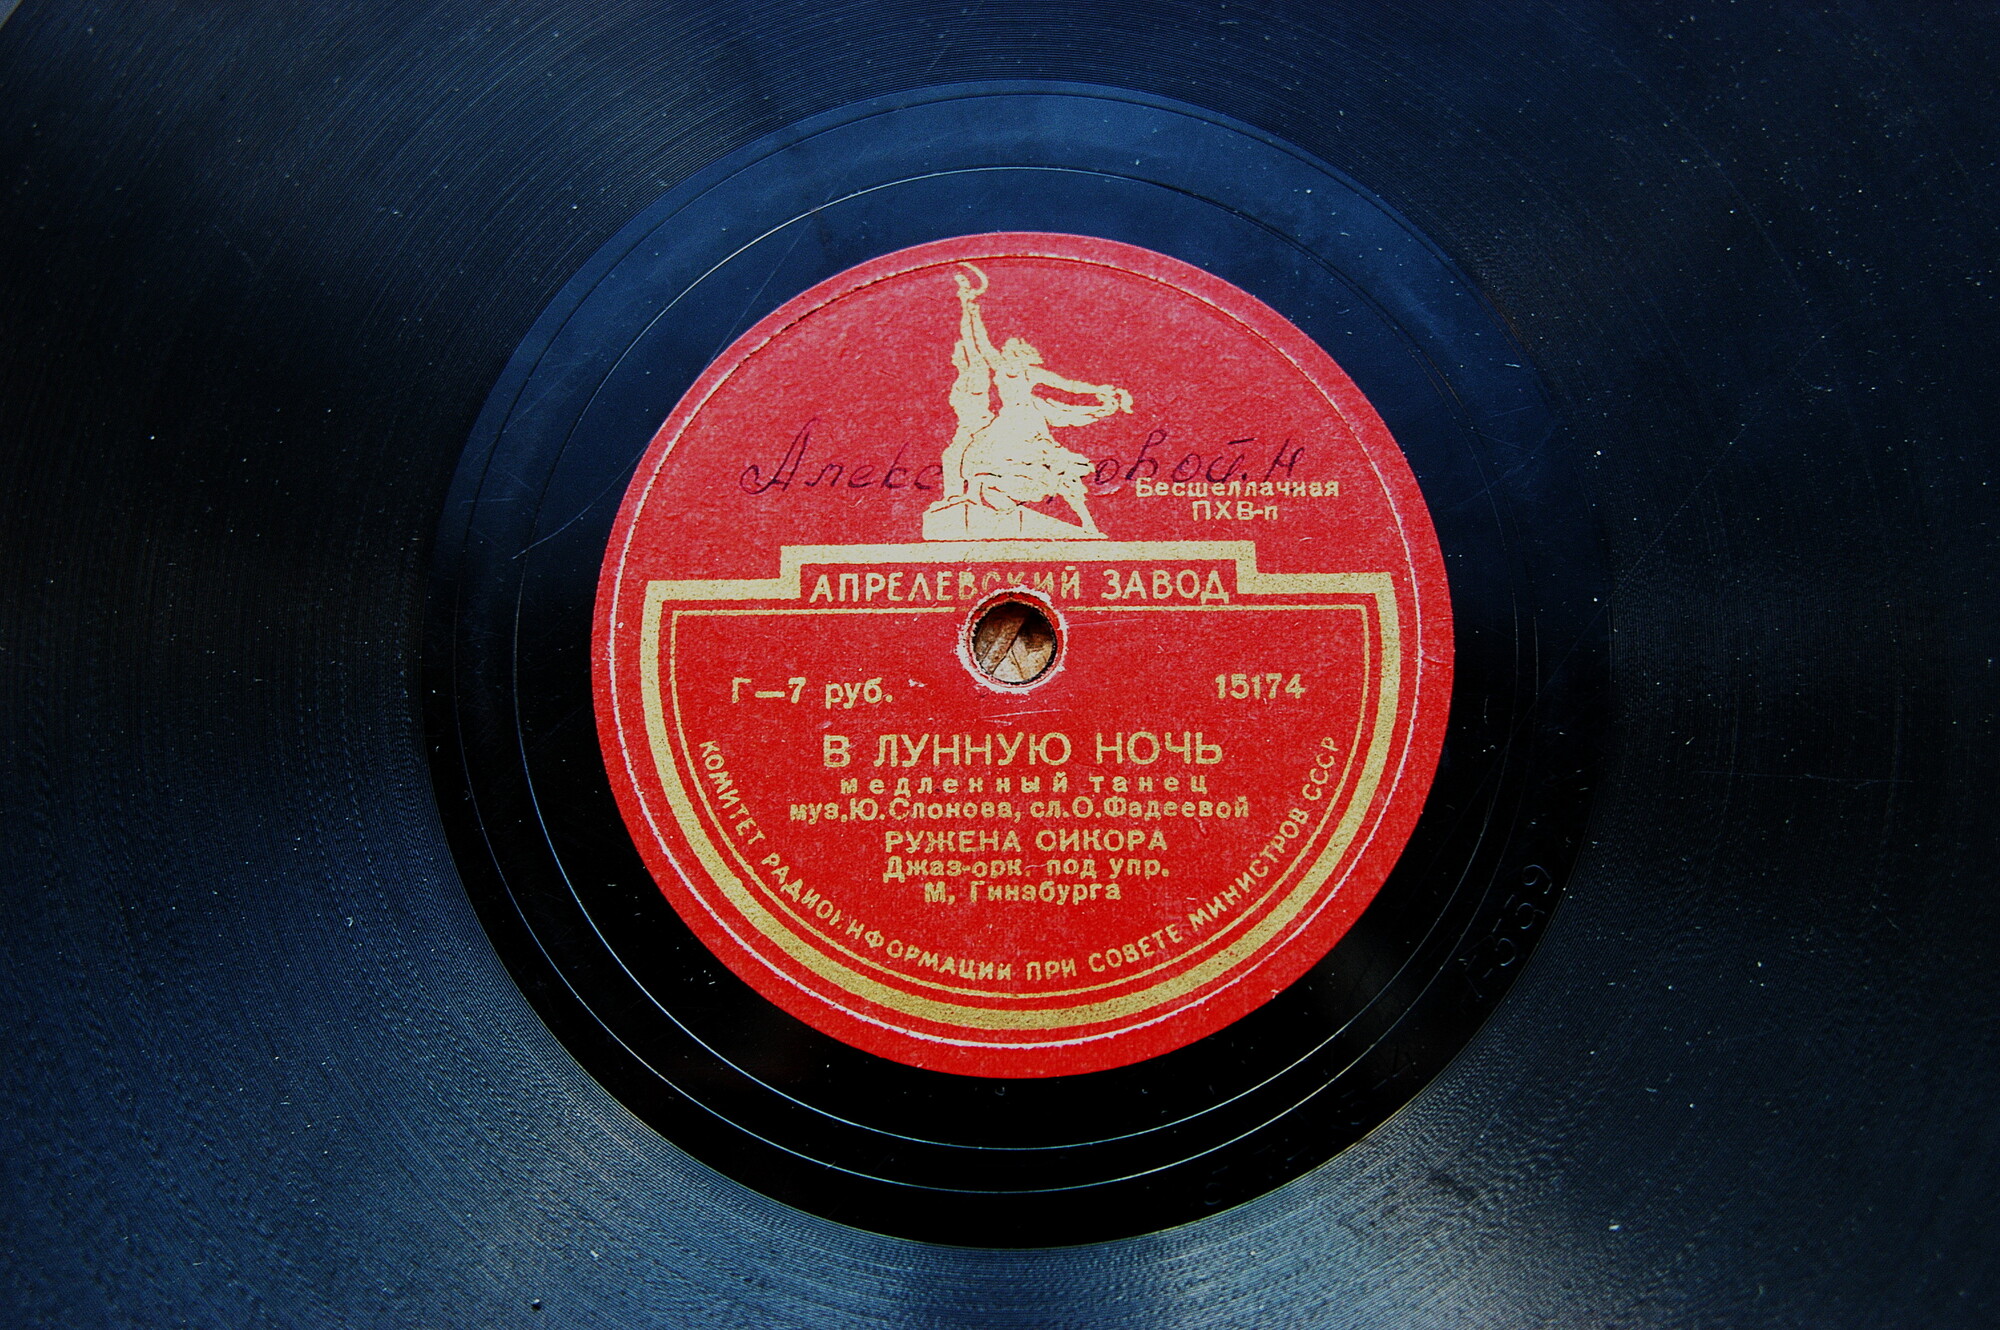 Бесшеллачная
ПХВ-п
АПРЕЛЕВСКИЙ ЗАВОД
Г—7 руб.
15174
В ЛУННУЮ НОЧЬ
медленный танец
муз. Ю. Слонова, сл. О. Фадеевой
РУЖЕНА СИКОРА
Джаз-орк. под упр.
М. Гинзбурга
КОМИТЕТ РАДИОИНФОРМАЦИИ ПРИ СОВЕТЕ МИНИСТРОВ СССР